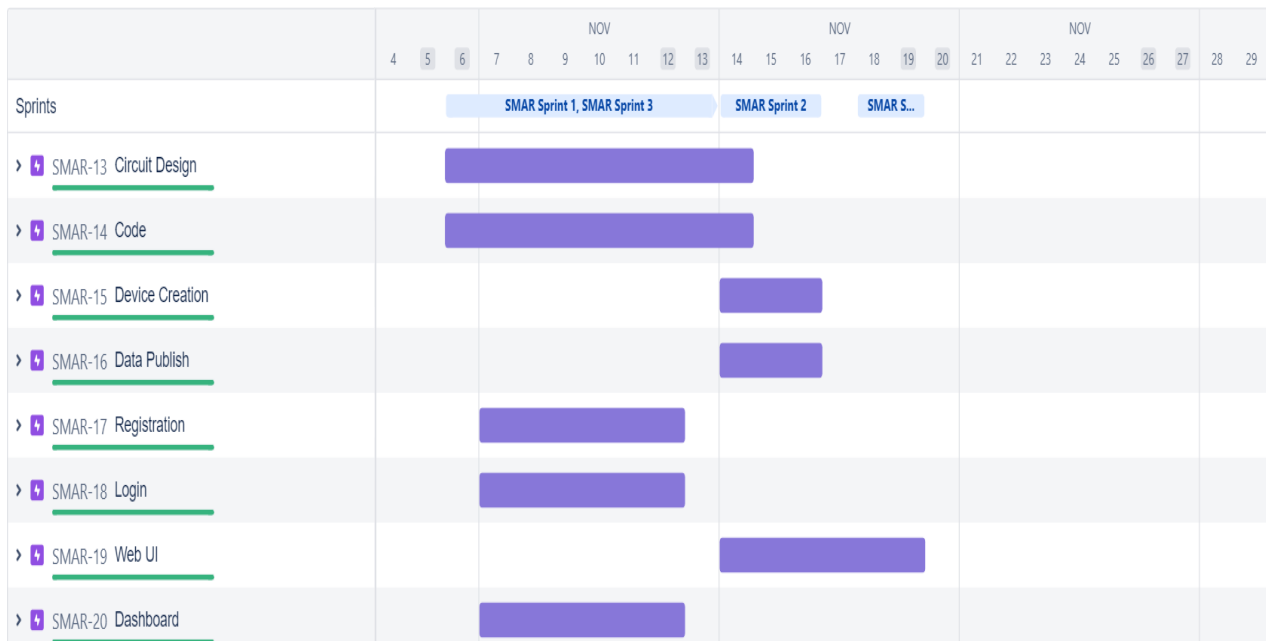 NOV NOV NOV
4 5 6 7 8 9 10 11 12 13 14 15 16 17 18 19 20 21 22 23 24 25 26 27 28 29
Sprints SMAR Sprint 1, SMAR Sprint 3 SMAR Sprint 2 SMAR S...
SMAR-13 Circuit Design
SMAR-14 Code
SMAR-15 Device Creation
SMAR-16 Data Publish
SMAR-17 Registration
SMAR-18 Login
SMAR-19 Web UI
SMAR-20 Dashboard